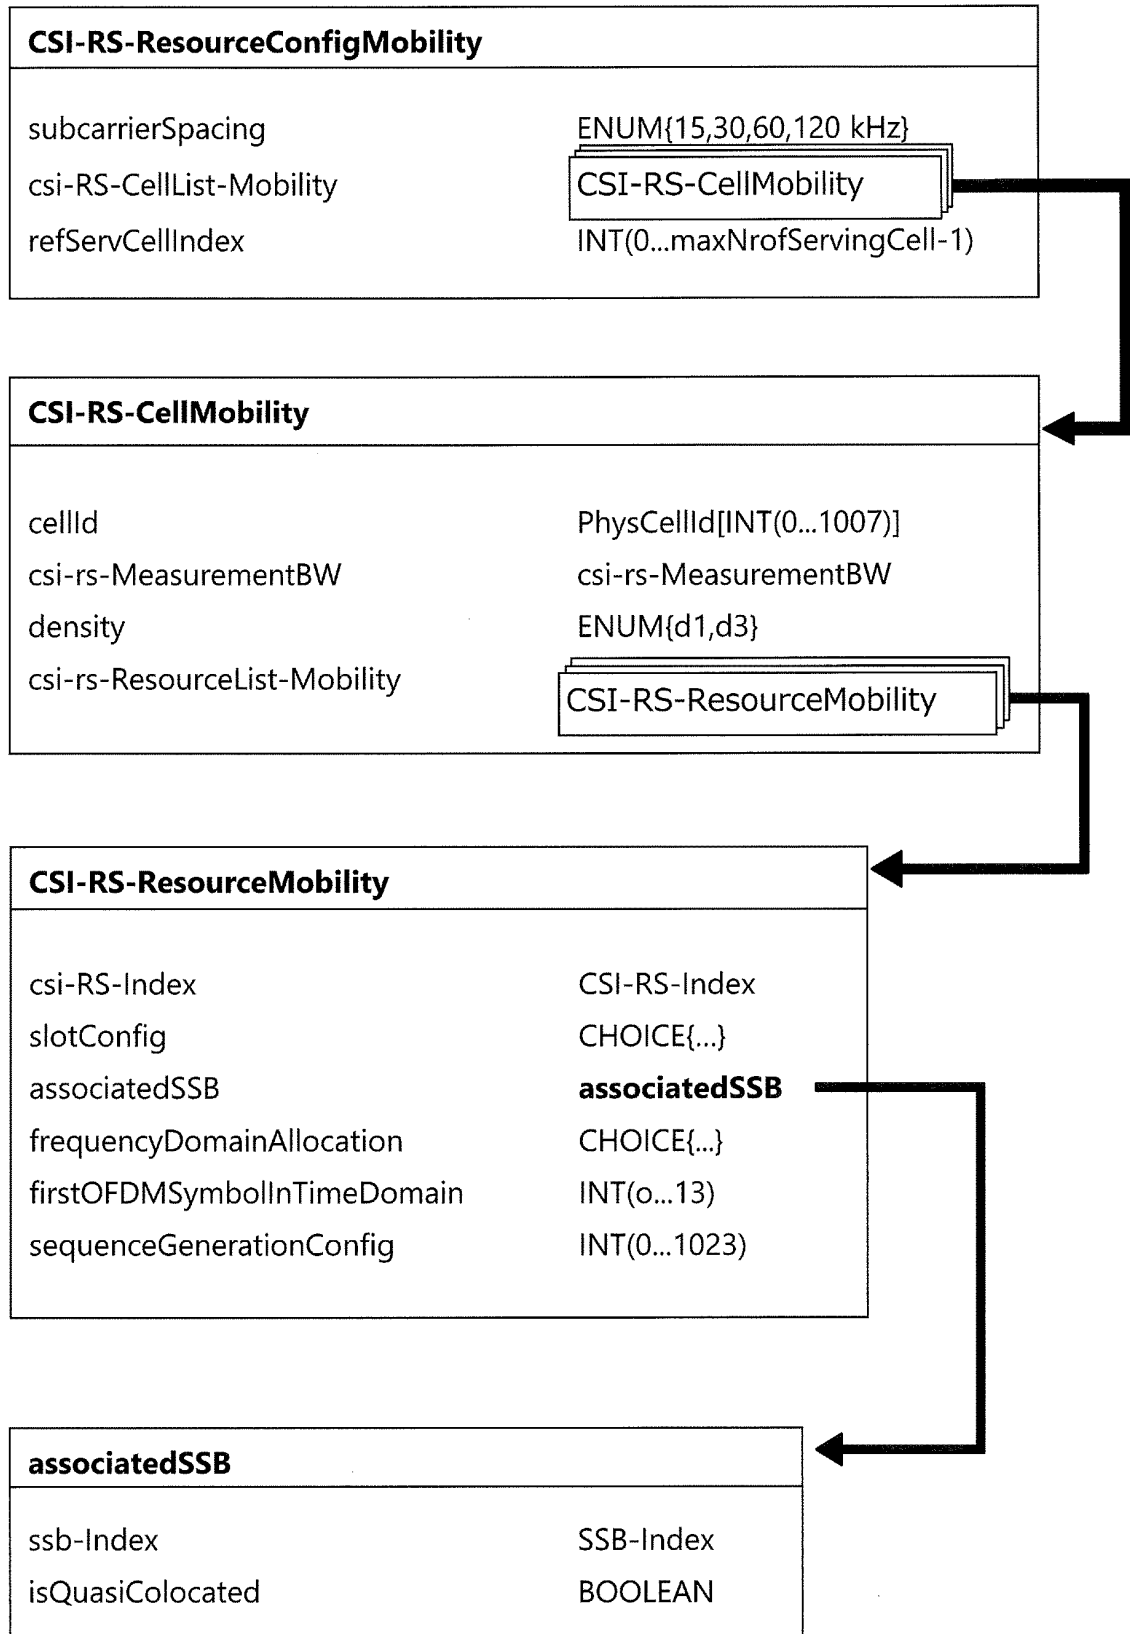 CSI-RS-ResourceConfigMobility
subcarrierSpacing ENUM{15,30,60,120 kHz}
csi-RS-CellList-Mobility CSI-RS-CellMobility
refServCellIndex INT(0...maxNrofServingCell-1)
CSI-RS-CellMobility
cellId PhysCellId[INT(0...1007)]
csi-rs-MeasurementBW csi-rs-MeasurementBW
density ENUM{d1,d3}
csi-rs-ResourceList-Mobility CSI-RS-ResourceMobility
CSI-RS-ResourceMobility
csi-RS-Index CSI-RS-Index
slotConfig CHOICE{...}
associatedSSB associatedSSB
frequencyDomainAllocation CHOICE{...}
firstOFDMSymbolInTimeDomain INT(o...13)
sequenceGenerationConfig INT(0...1023)
associatedSSB
ssb-Index SSB-Index
isQuasiColocated BOOLEAN